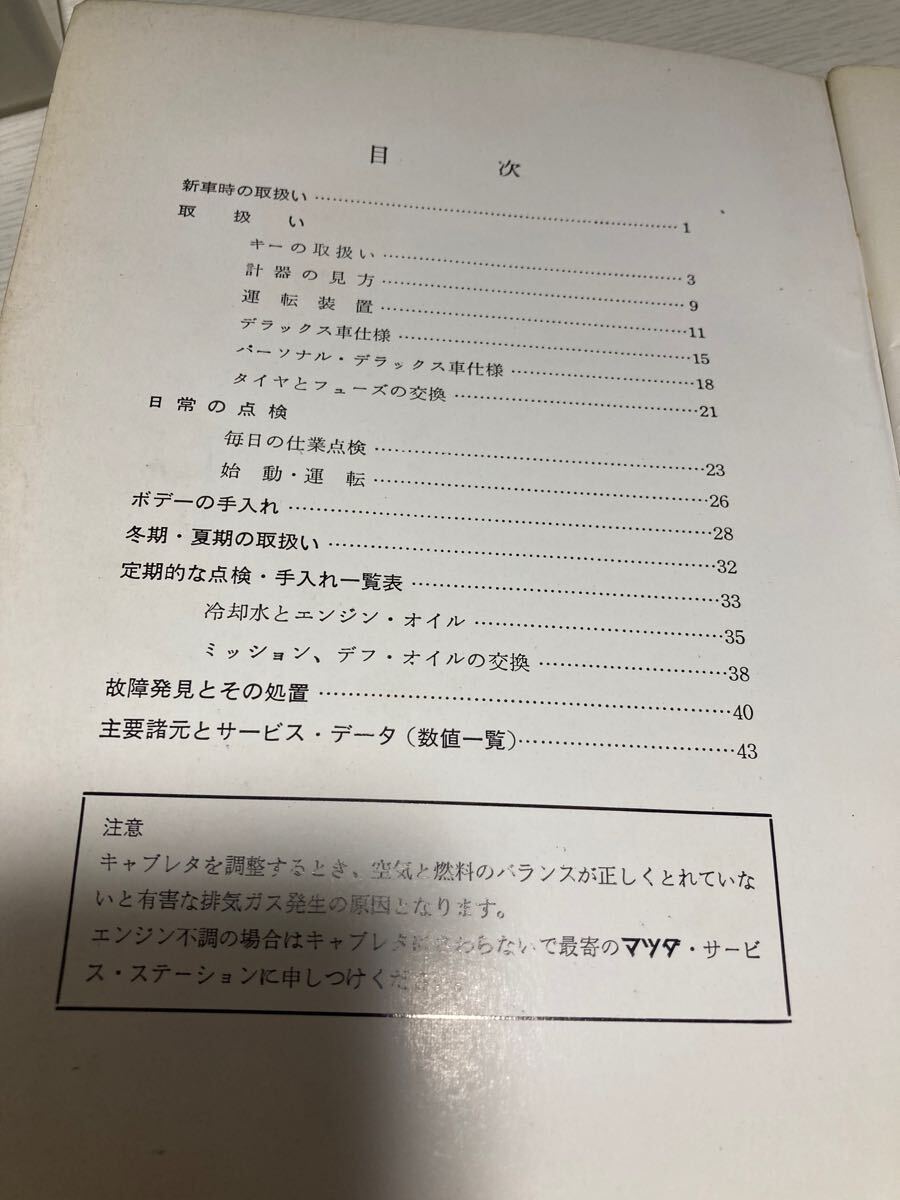 目次
新車時の取扱い……1
取扱い
キーの取扱い……3
計器の見方……9
運転装置……11
デラックス車仕様……15
パーソナル・デラックス車仕様……18
タイヤとフューズの交換……21
日常の点検
毎日の仕業点検……23
始動・運転……26
ボデーの手入れ……28
冬期・夏期の取扱い……32
定期的な点検・手入れ一覧表……33
冷却水とエンジン・オイル……35
ミッション、デフ・オイルの交換……38
故障発見とその処置……40
主要諸元とサービス・データ(数値一覧)……43
注意
キャブレタを調整するとき、空気と燃料のバランスが正しくとれていな
いと有害な排気ガス発生の原因となります。
エンジン不調の場合はキャブレタにさわらないで最寄のマツダ・サービ
ス・ステーションに申しつけください。